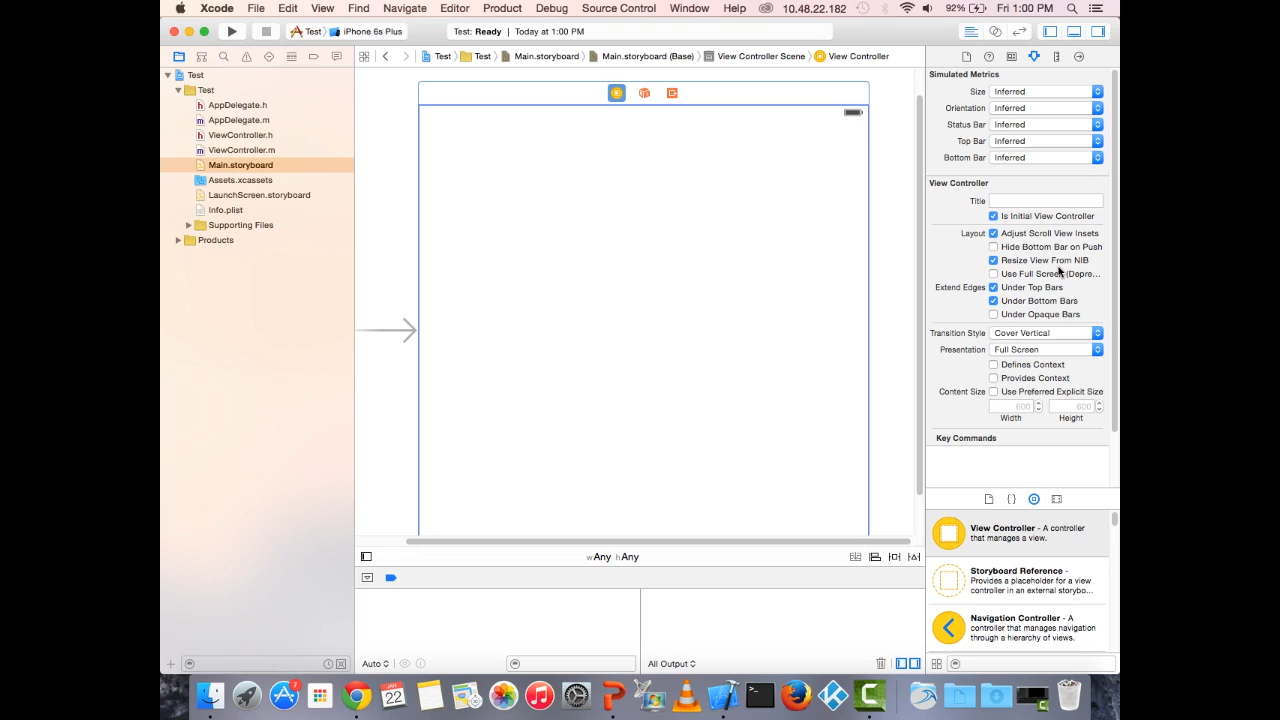 Xcode File Edit View Find Navigate Editor Product Debug Source Control Window Help 10.48.22.182 92% Fri 1:00 PM
Test iPhone 6s Plus Test: Ready | Today at 1:00 PM
Test Test Main.storyboard Main.storyboard (Base) View Controller Scene View Controller
Test
Test
AppDelegate.h
AppDelegate.m
ViewController.h
ViewController.m
Main.storyboard
Assets.xcassets
LaunchScreen.storyboard
Info.plist
Supporting Files
Products
Simulated Metrics
Size Inferred
Orientation Inferred
Status Bar Inferred
Top Bar Inferred
Bottom Bar Inferred
View Controller
Title
Is Initial View Controller
Layout Adjust Scroll View Insets
Hide Bottom Bar on Push
Resize View From NIB
Use Full Screen (Depre...
Extend Edges Under Top Bars
Under Bottom Bars
Under Opaque Bars
Transition Style Cover Vertical
Presentation Full Screen
Defines Context
Provides Context
Content Size Use Preferred Explicit Size
600 600
Width Height
Key Commands
View Controller - A controller
that manages a view.
Storyboard Reference -
Provides a placeholder for a view
controller in an external storybo...
Navigation Controller - A
controller that manages navigation
through a hierarchy of views.
wAny hAny
Auto All Output
JAN
22
7